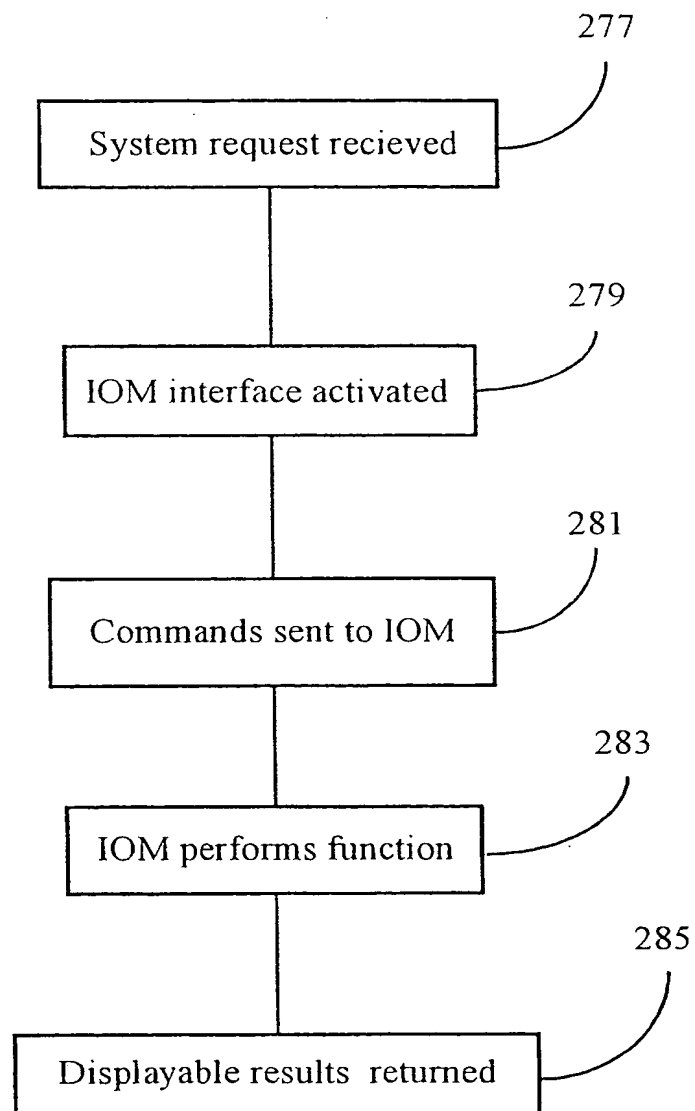 277
System request recieved
279
IOM interface activated
281
Commands sent to IOM
283
IOM performs function
285
Displayable results returned